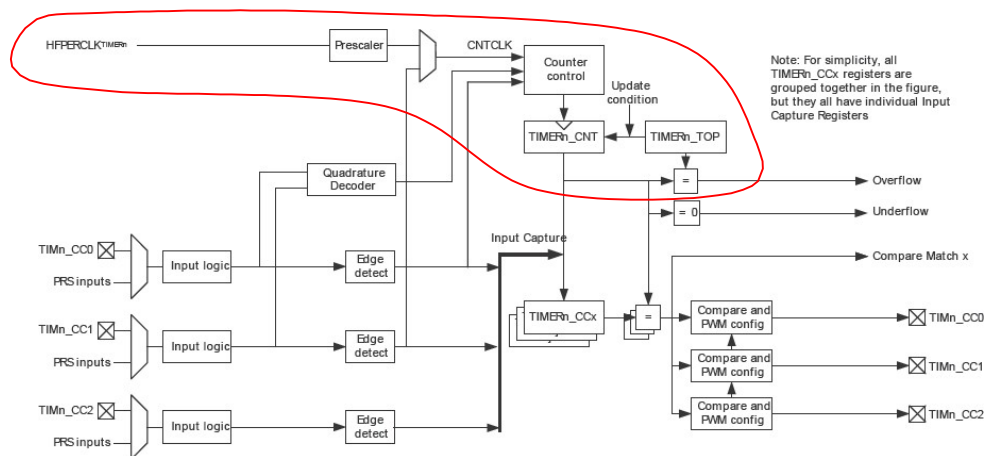 HFPERCLKTIMERn
Prescaler
CNTCLK
Counter
control
Note: For simplicity, all
TIMERn_CCx registers are
grouped together in the figure,
but they all have individual Input
Capture Registers
Update
condition
TIMERn_CNT
TIMERn_TOP
Quadrature
Decoder
=
Overflow
= 0
Underflow
TIMn_CC0
Input logic
Edge
detect
Input Capture
Compare Match x
PRS inputs
TIMERn_CCx
=
Compare and
PWM config
TIMn_CC0
TIMn_CC1
Input logic
Edge
detect
PRS inputs
Compare and
PWM config
TIMn_CC1
TIMn_CC2
Input logic
Edge
detect
PRS inputs
Compare and
PWM config
TIMn_CC2